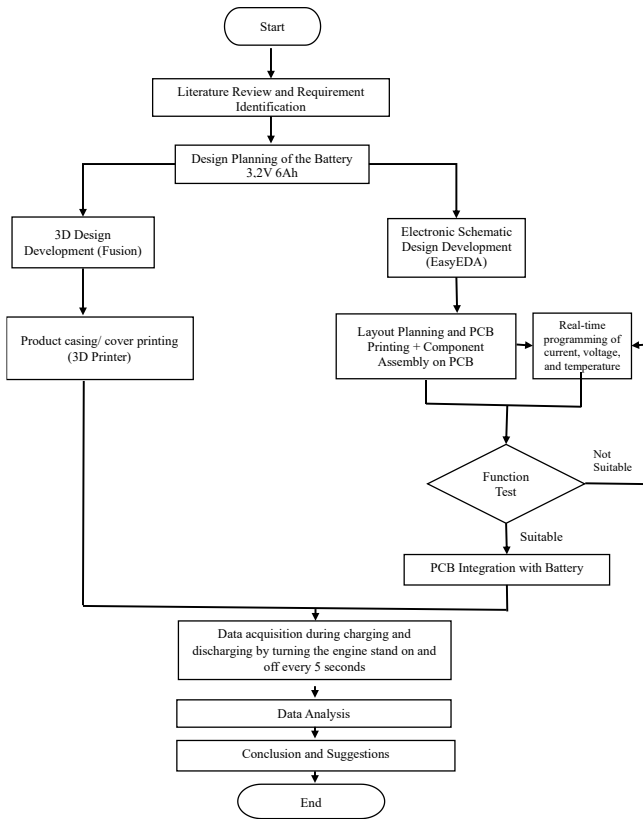 Start
Literature Review and Requirement
Identification
Design Planning of the Battery
3,2V 6Ah
3D Design
Development (Fusion)
Electronic Schematic
Design Development
(EasyEDA)
Product casing/ cover printing
(3D Printer)
Layout Planning and PCB
Printing + Component
Assembly on PCB
Real-time
programming of
current, voltage,
and temperature
Function
Test
Not
Suitable
Suitable
PCB Integration with Battery
Data acquisition during charging and
discharging by turning the engine stand on and
off every 5 seconds
Data Analysis
Conclusion and Suggestions
End